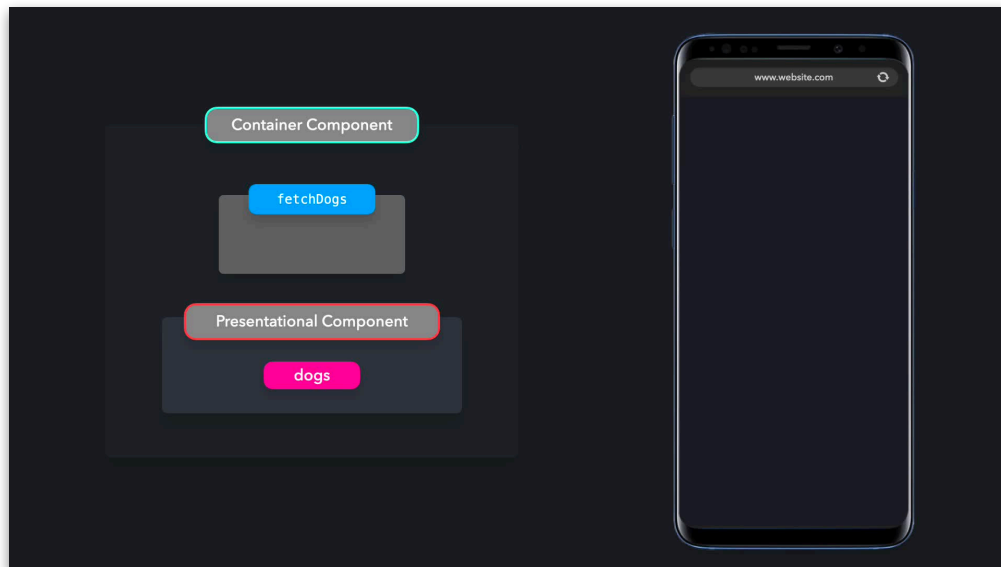 Container Component
fetchDogs
Presentational Component
dogs
www.website.com